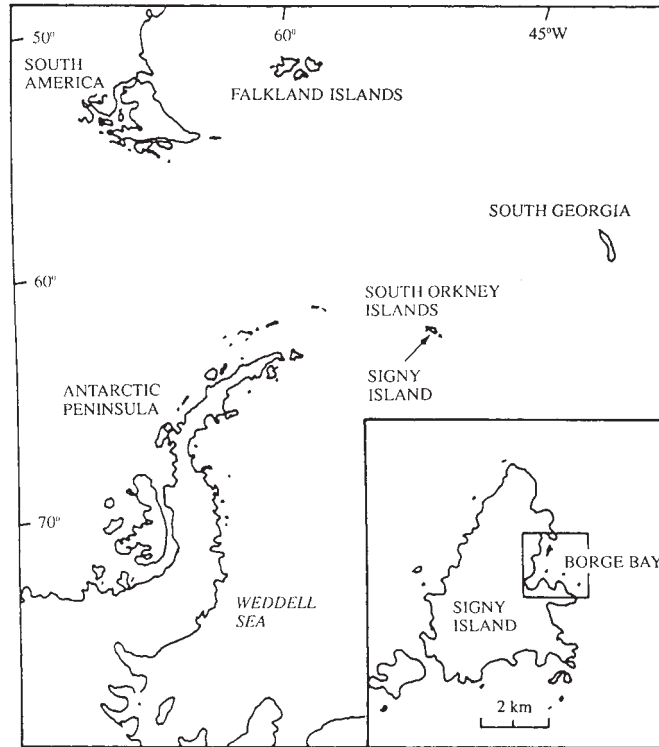 50°
60°
45°W
SOUTH
AMERICA
FALKLAND ISLANDS
SOUTH GEORGIA
60°
SOUTH ORKNEY
ISLANDS
SIGNY
ISLAND
ANTARCTIC
PENINSULA
70°
BORGE BAY
WEDDELL
SEA
SIGNY
ISLAND
2 km